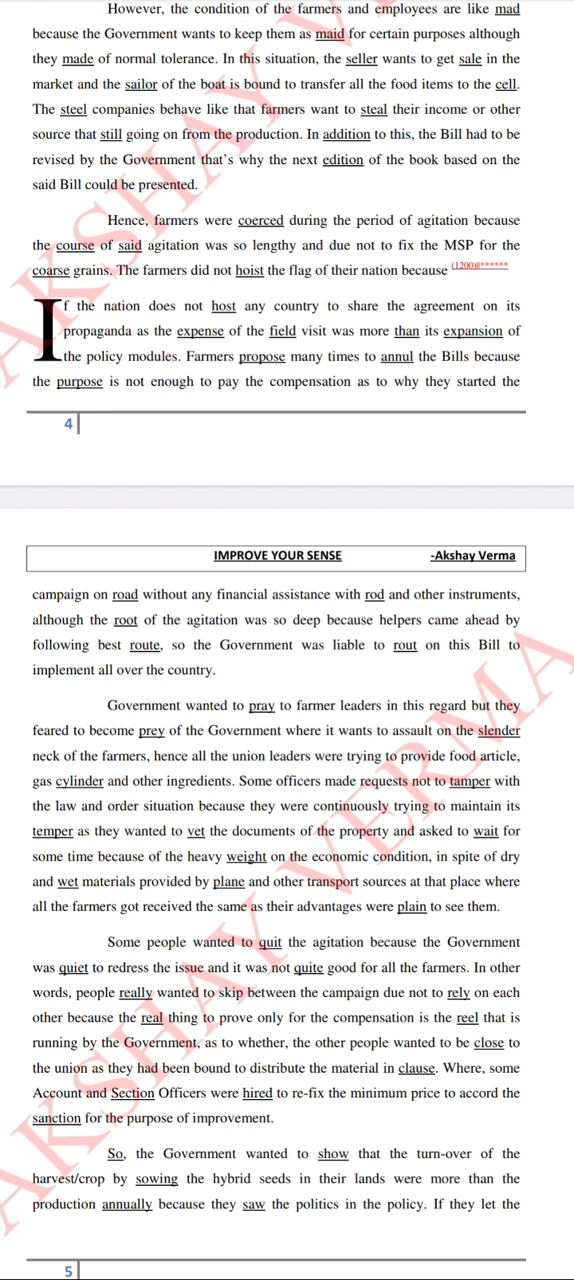 However, the condition of the farmers and employees are like mad
because the Government wants to keep them as maid for certain purposes although
they made of normal tolerance. In this situation, the seller wants to get sale in the
market and the sailor of the boat is bound to transfer all the food items to the cell.
The steel companies behave like that farmers want to steal their income or other
source that still going on from the production. In addition to this, the Bill had to be
revised by the Government that's why the next edition of the book based on the
said Bill could be presented.
Hence, farmers were coerced during the period of agitation because
the course of said agitation was so lengthy and due not to fix the MSP for the
coarse grains. The farmers did not hoist the flag of their nation because (1200)||******
If the nation does not host any country to share the agreement on its
propaganda as the expense of the field visit was more than its expansion of
the policy modules. Farmers propose many times to annul the Bills because
the purpose is not enough to pay the compensation as to why they started the
4
IMPROVE YOUR SENSE -Akshay Verma
campaign on road without any financial assistance with rod and other instruments,
although the root of the agitation was so deep because helpers came ahead by
following best route, so the Government was liable to rout on this Bill to
implement all over the country.
Government wanted to pray to farmer leaders in this regard but they
feared to become prey of the Government where it wants to assault on the slender
neck of the farmers, hence all the union leaders were trying to provide food article,
gas cylinder and other ingredients. Some officers made requests not to tamper with
the law and order situation because they were continuously trying to maintain its
temper as they wanted to vet the documents of the property and asked to wait for
some time because of the heavy weight on the economic condition, in spite of dry
and wet materials provided by plane and other transport sources at that place where
all the farmers got received the same as their advantages were plain to see them.
Some people wanted to quit the agitation because the Government
was quiet to redress the issue and it was not quite good for all the farmers. In other
words, people really wanted to skip between the campaign due not to rely on each
other because the real thing to prove only for the compensation is the reel that is
running by the Government, as to whether, the other people wanted to be close to
the union as they had been bound to distribute the material in clause. Where, some
Account and Section Officers were hired to re-fix the minimum price to accord the
sanction for the purpose of improvement.
So, the Government wanted to show that the turn-over of the
harvest/crop by sowing the hybrid seeds in their lands were more than the
production annually because they saw the politics in the policy. If they let the
5
AKSHAY VERMA
AKSHAY VERMA